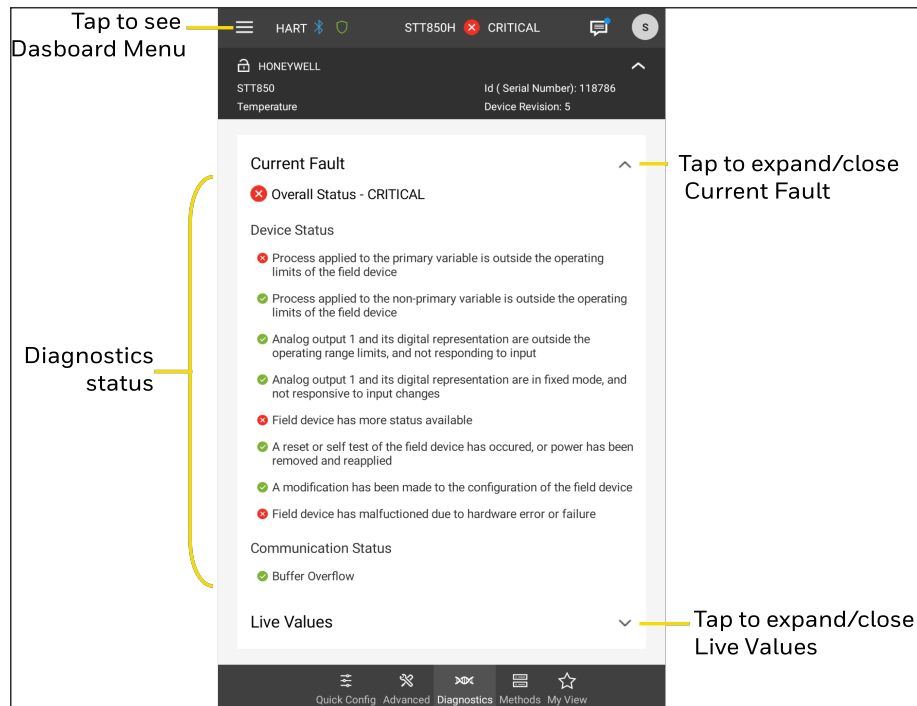 Tap to see
Dasboard Menu
HART
STT850H
CRITICAL
S
HONEYWELL
STT850
Id ( Serial Number): 118786
Temperature
Device Revision: 5
Current Fault
Tap to expand/close
Current Fault
Overall Status - CRITICAL
Device Status
Process applied to the primary variable is outside the operating
limits of the field device
Process applied to the non-primary variable is outside the operating
limits of the field device
Analog output 1 and its digital representation are outside the
operating range limits, and not responding to input
Diagnostics
status
Analog output 1 and its digital representation are in fixed mode, and
not responsive to input changes
Field device has more status available
A reset or self test of the field device has occured, or power has been
removed and reapplied
A modification has been made to the configuration of the field device
Field device has malfuctioned due to hardware error or failure
Communication Status
Buffer Overflow
Live Values
Tap to expand/close
Live Values
Quick Config Advanced Diagnostics Methods My View